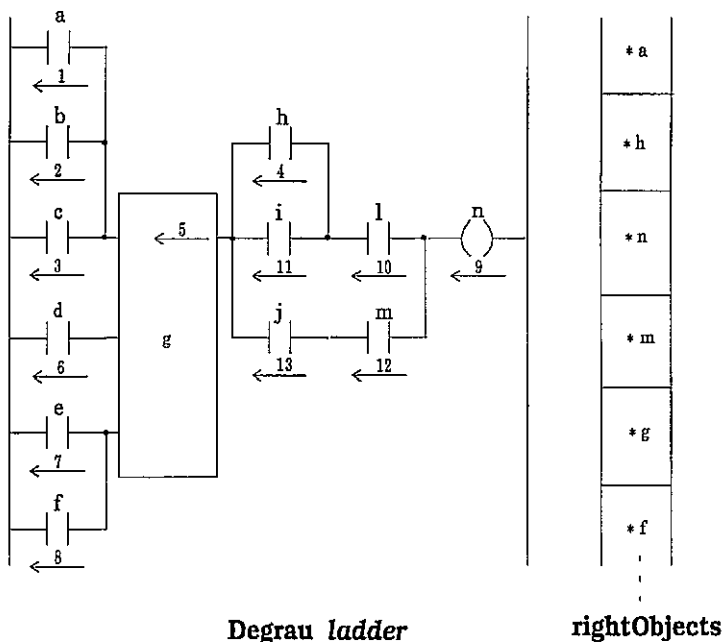 a
* a
1
b
h
* h
2
4
c
i
l
n
* n
5
3
11
10
9
d
g
j
m
* m
6
13
12
e
* g
7
f
* f
8
Degrau ladder
rightObjects